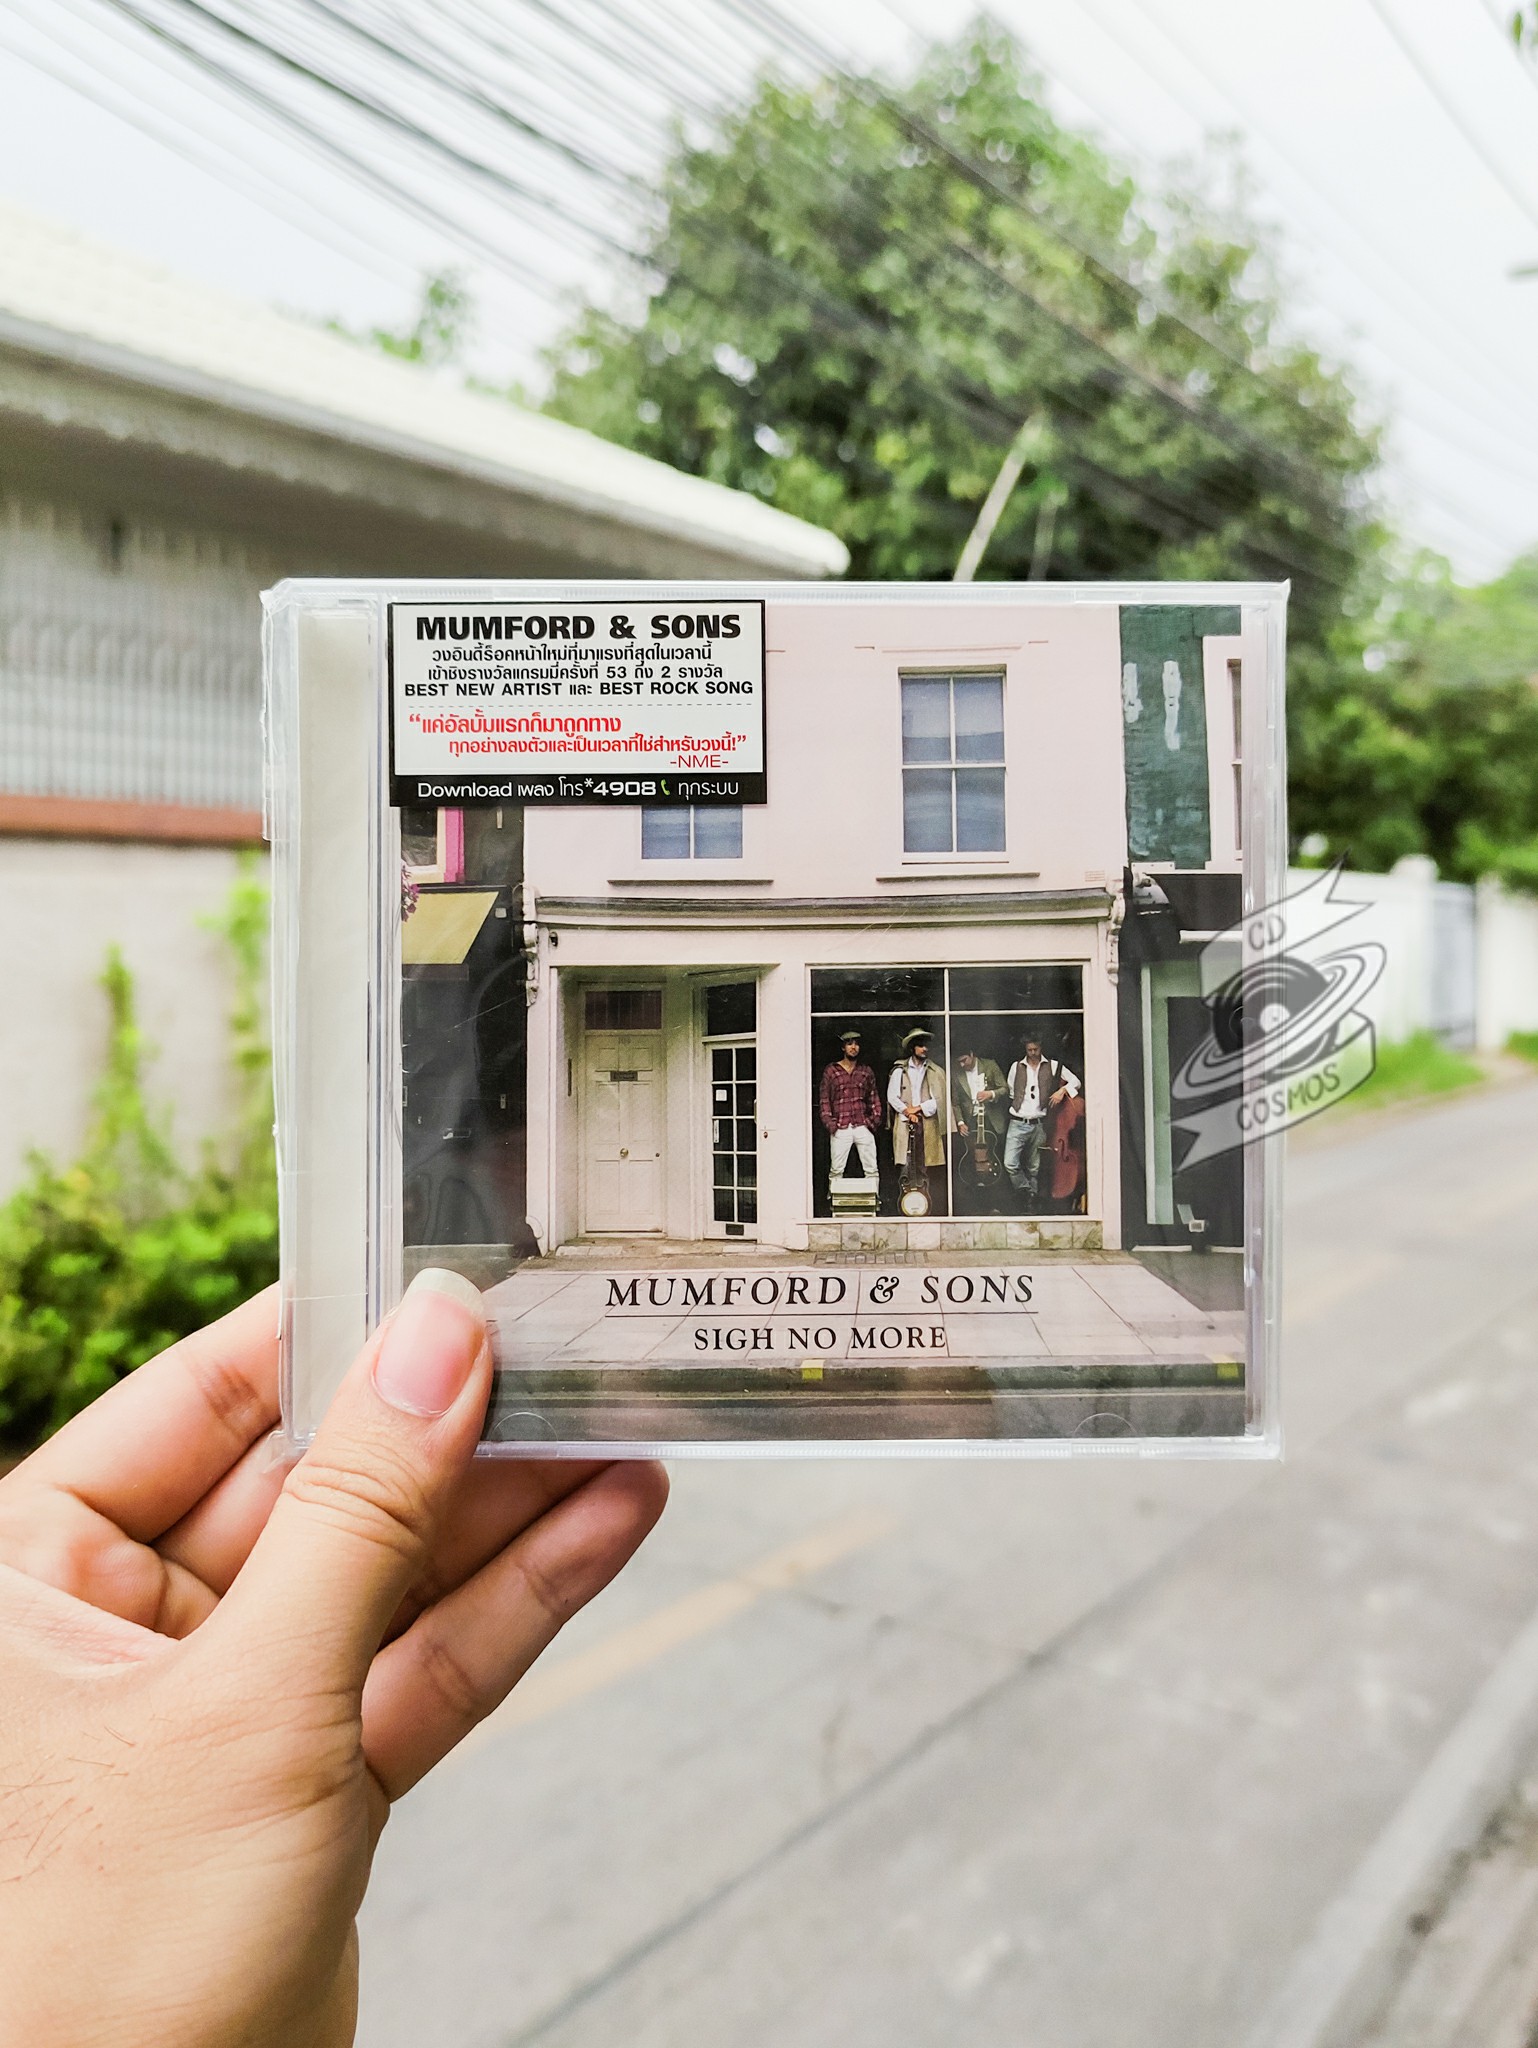 MUMFORD & SONS
วงอินดี้ร็อคหน้าใหม่ที่มาแรงที่สุดในเวลานี้
เข้าชิงรางวัลแกรมมี่ครั้งที่ 53 ถึง 2 รางวัล
BEST NEW ARTIST และ BEST ROCK SONG
“แค่อัลบั้มแรกก็มาถูกทาง
ทุกอย่างลงตัวและเป็นเวลาที่ใช่สำหรับวงนี้!”
-NME-
Download เพลง โทร*4908 ทุกระบบ
CD
COSMOS
MUMFORD & SONS
SIGH NO MORE